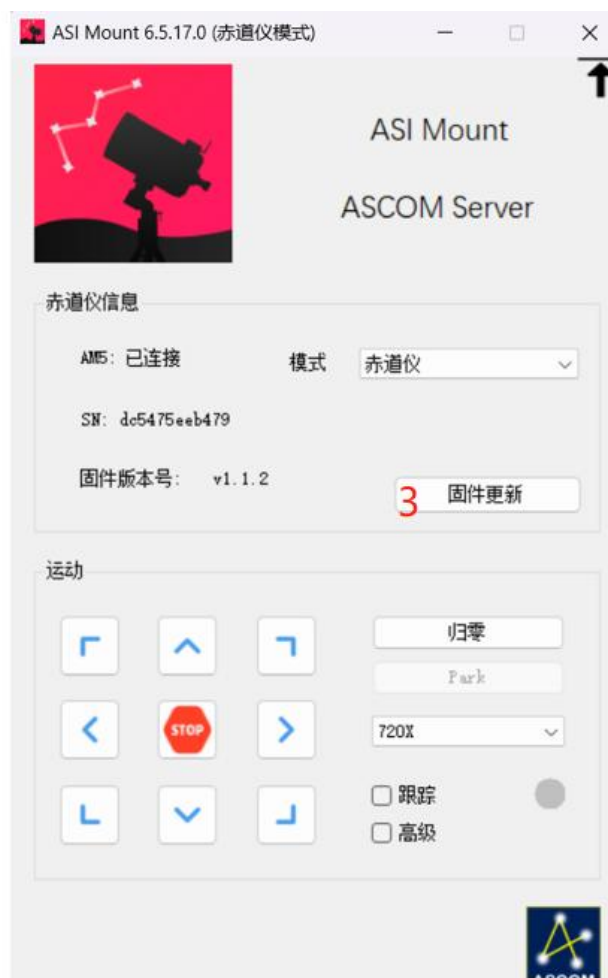 ASI Mount 6.5.17.0 (赤道仪模式)
ASI Mount
ASCOM Server
赤道仪信息
AM5: 已连接
模式
赤道仪
SN: dc5475eeb479
固件版本号: v1.1.2
3
固件更新
运动
归零
Park
STOP
720X
跟踪
高级
ASCOM